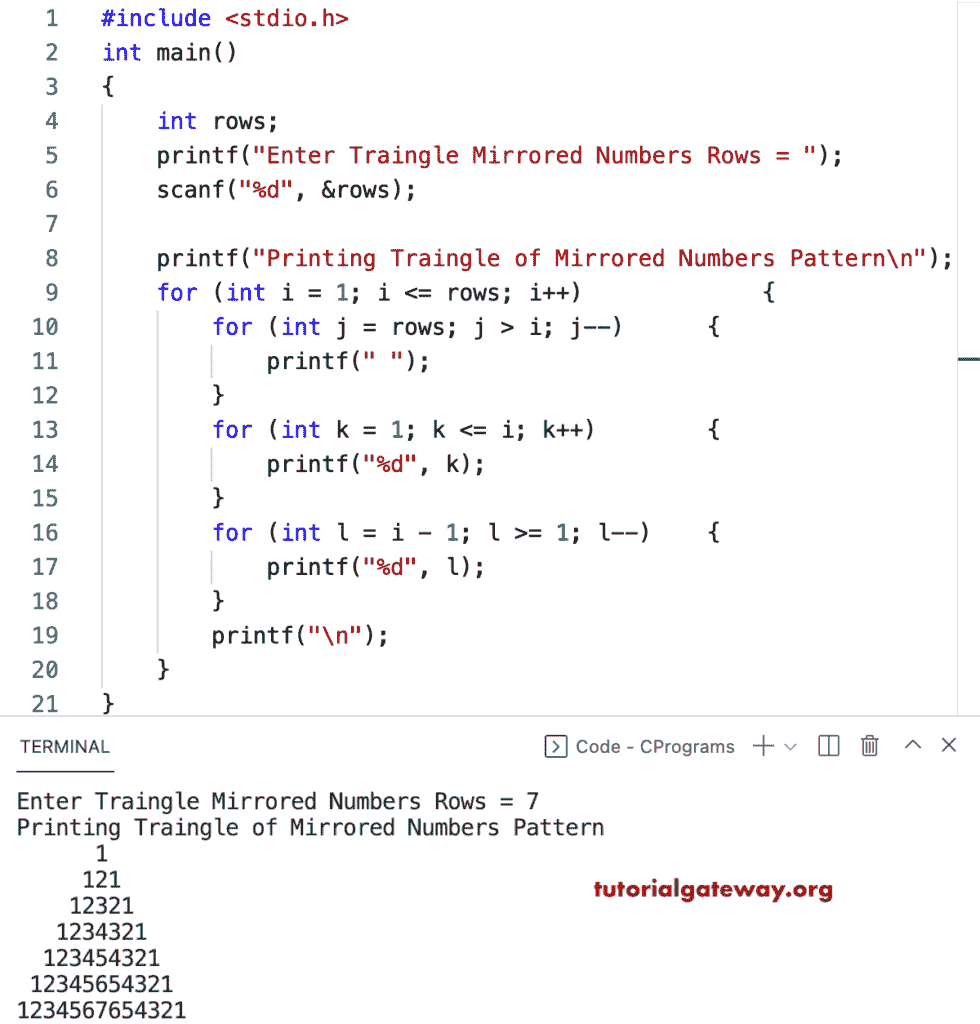 1 #include <stdio.h>
2 int main()
3 {
4     int rows;
5     printf("Enter Traingle Mirrored Numbers Rows = ");
6     scanf("%d", &rows);
7
8     printf("Printing Traingle of Mirrored Numbers Pattern\n");
9     for (int i = 1; i <= rows; i++)             {
10         for (int j = rows; j > i; j--)      {
11             printf(" ");
12         }
13         for (int k = 1; k <= i; k++)        {
14             printf("%d", k);
15         }
16         for (int l = i - 1; l >= 1; l--)    {
17             printf("%d", l);
18         }
19         printf("\n");
20     }
21 }
TERMINAL Code - CPrograms
Enter Traingle Mirrored Numbers Rows = 7
Printing Traingle of Mirrored Numbers Pattern
      1
     121
    12321
   1234321
  123454321
 12345654321
1234567654321
tutorialgateway.org